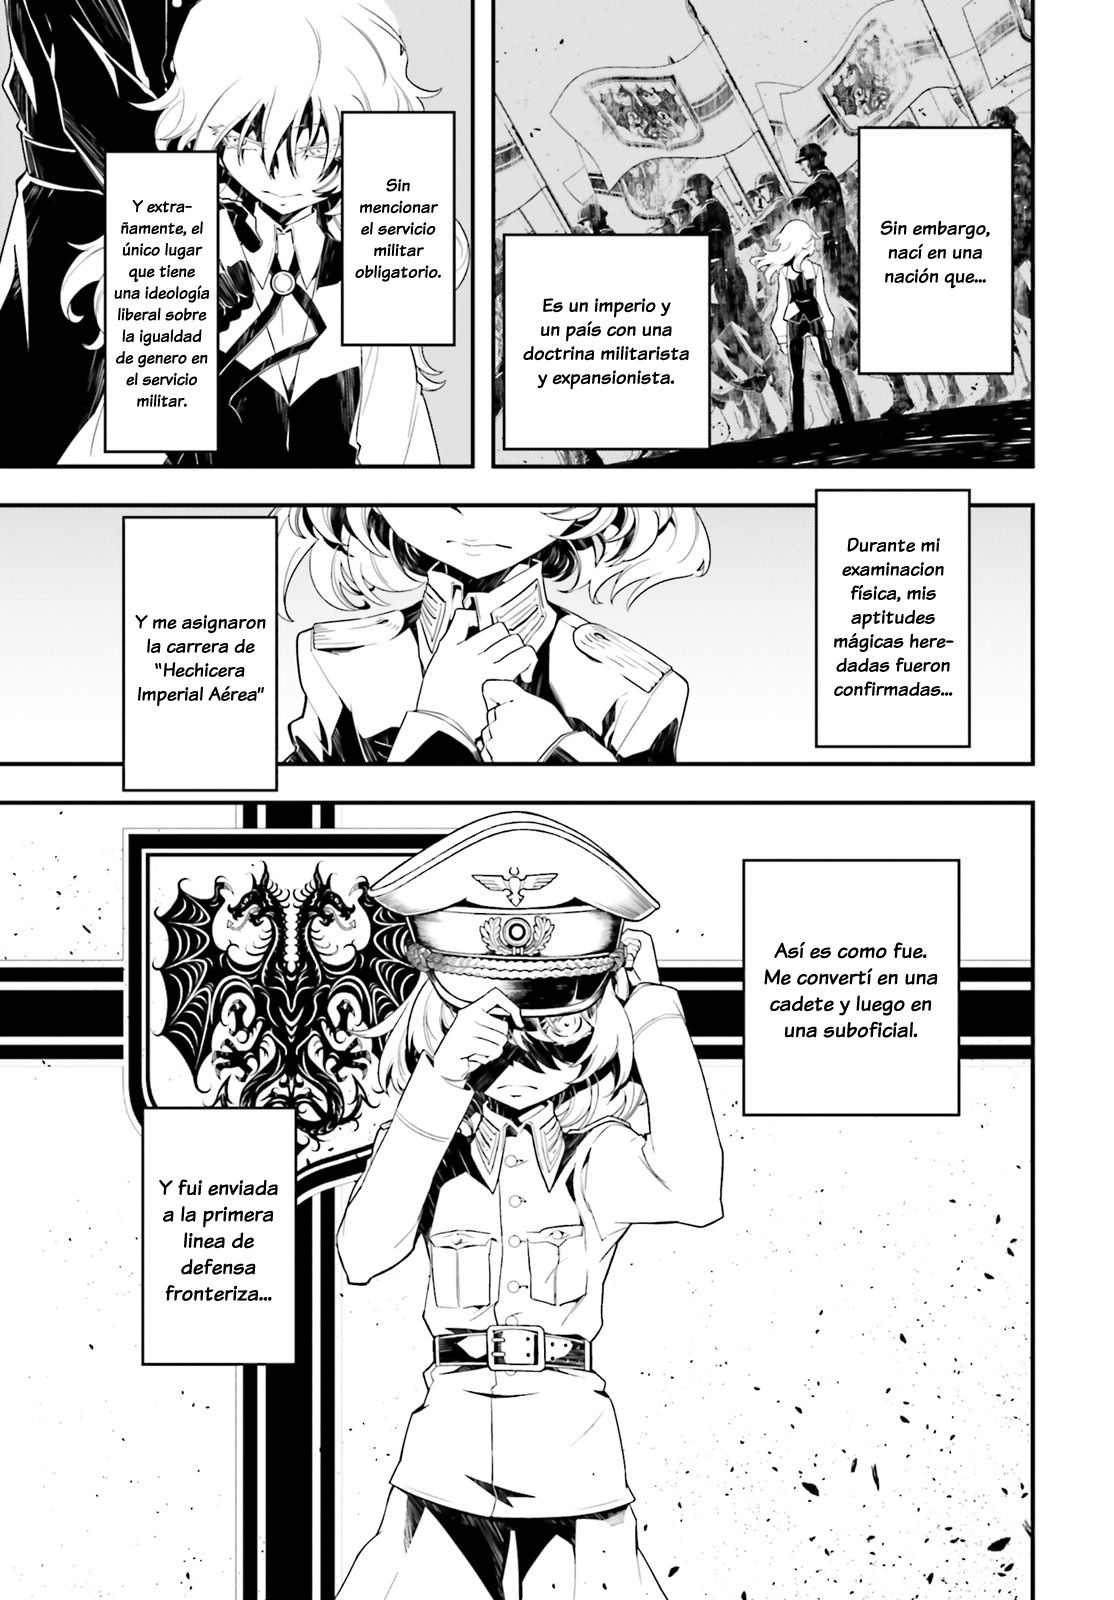 Sin embargo,
nací en una
nación que...
Es un imperio y
un país con una
doctrina militarista
y expansionista.
Sin
mencionar
el servicio
militar
obligatorio.
Y extra-
ñamente, el
único lugar
que tiene
una ideología
liberal sobre
la igualdad
de genero en
el servicio
militar.
Durante mi
examinacion
física, mis
aptitudes
mágicas here-
dadas fueron
confirmadas...
Y me asignaron
la carrera de
"Hechicera
Imperial Aérea"
Así es como fue.
Me convertí en una
cadete y luego en
una suboficial.
Y fui enviada
a la primera
linea de
defensa
fronteriza...